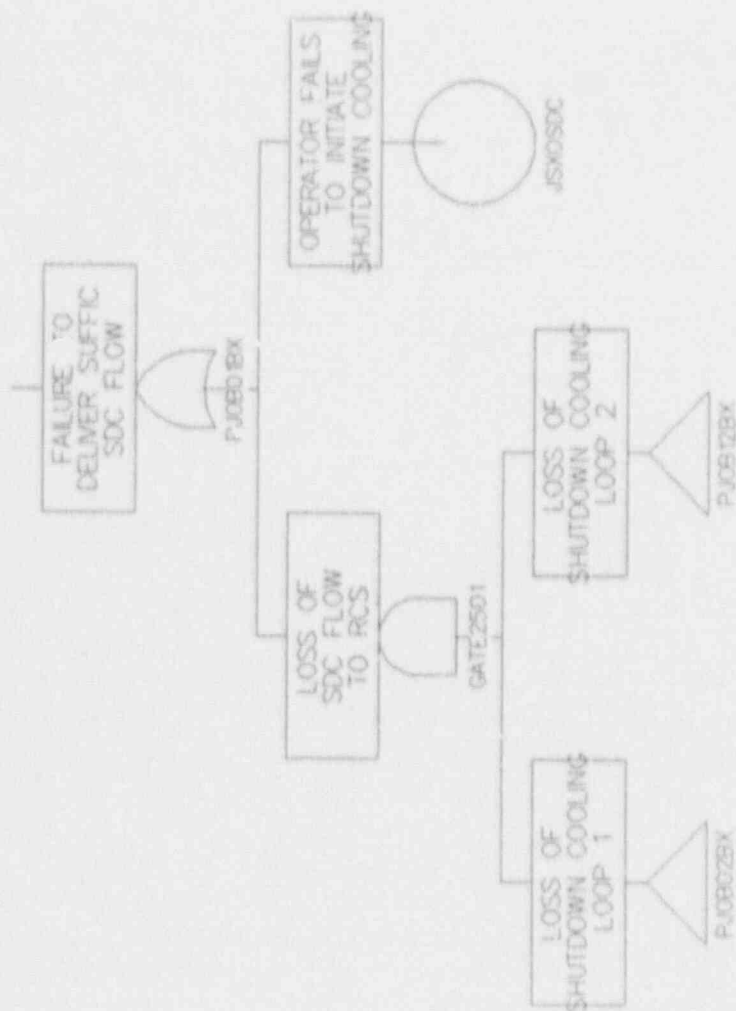 FAILURE TO
DELIVER SUFFIC
SDC FLOW
PJOB01BX
LOSS OF
SDC FLOW
TO RCS
GATE2501
OPERATOR FAILS
TO INITIATE
SHUTDOWN COOLING
JSXOSDC
LOSS OF
SHUTDOWN COOLING
LOOP 1
PJOB02BX
LOSS OF
SHUTDOWN COOLING
LOOP 2
PJOB12BX